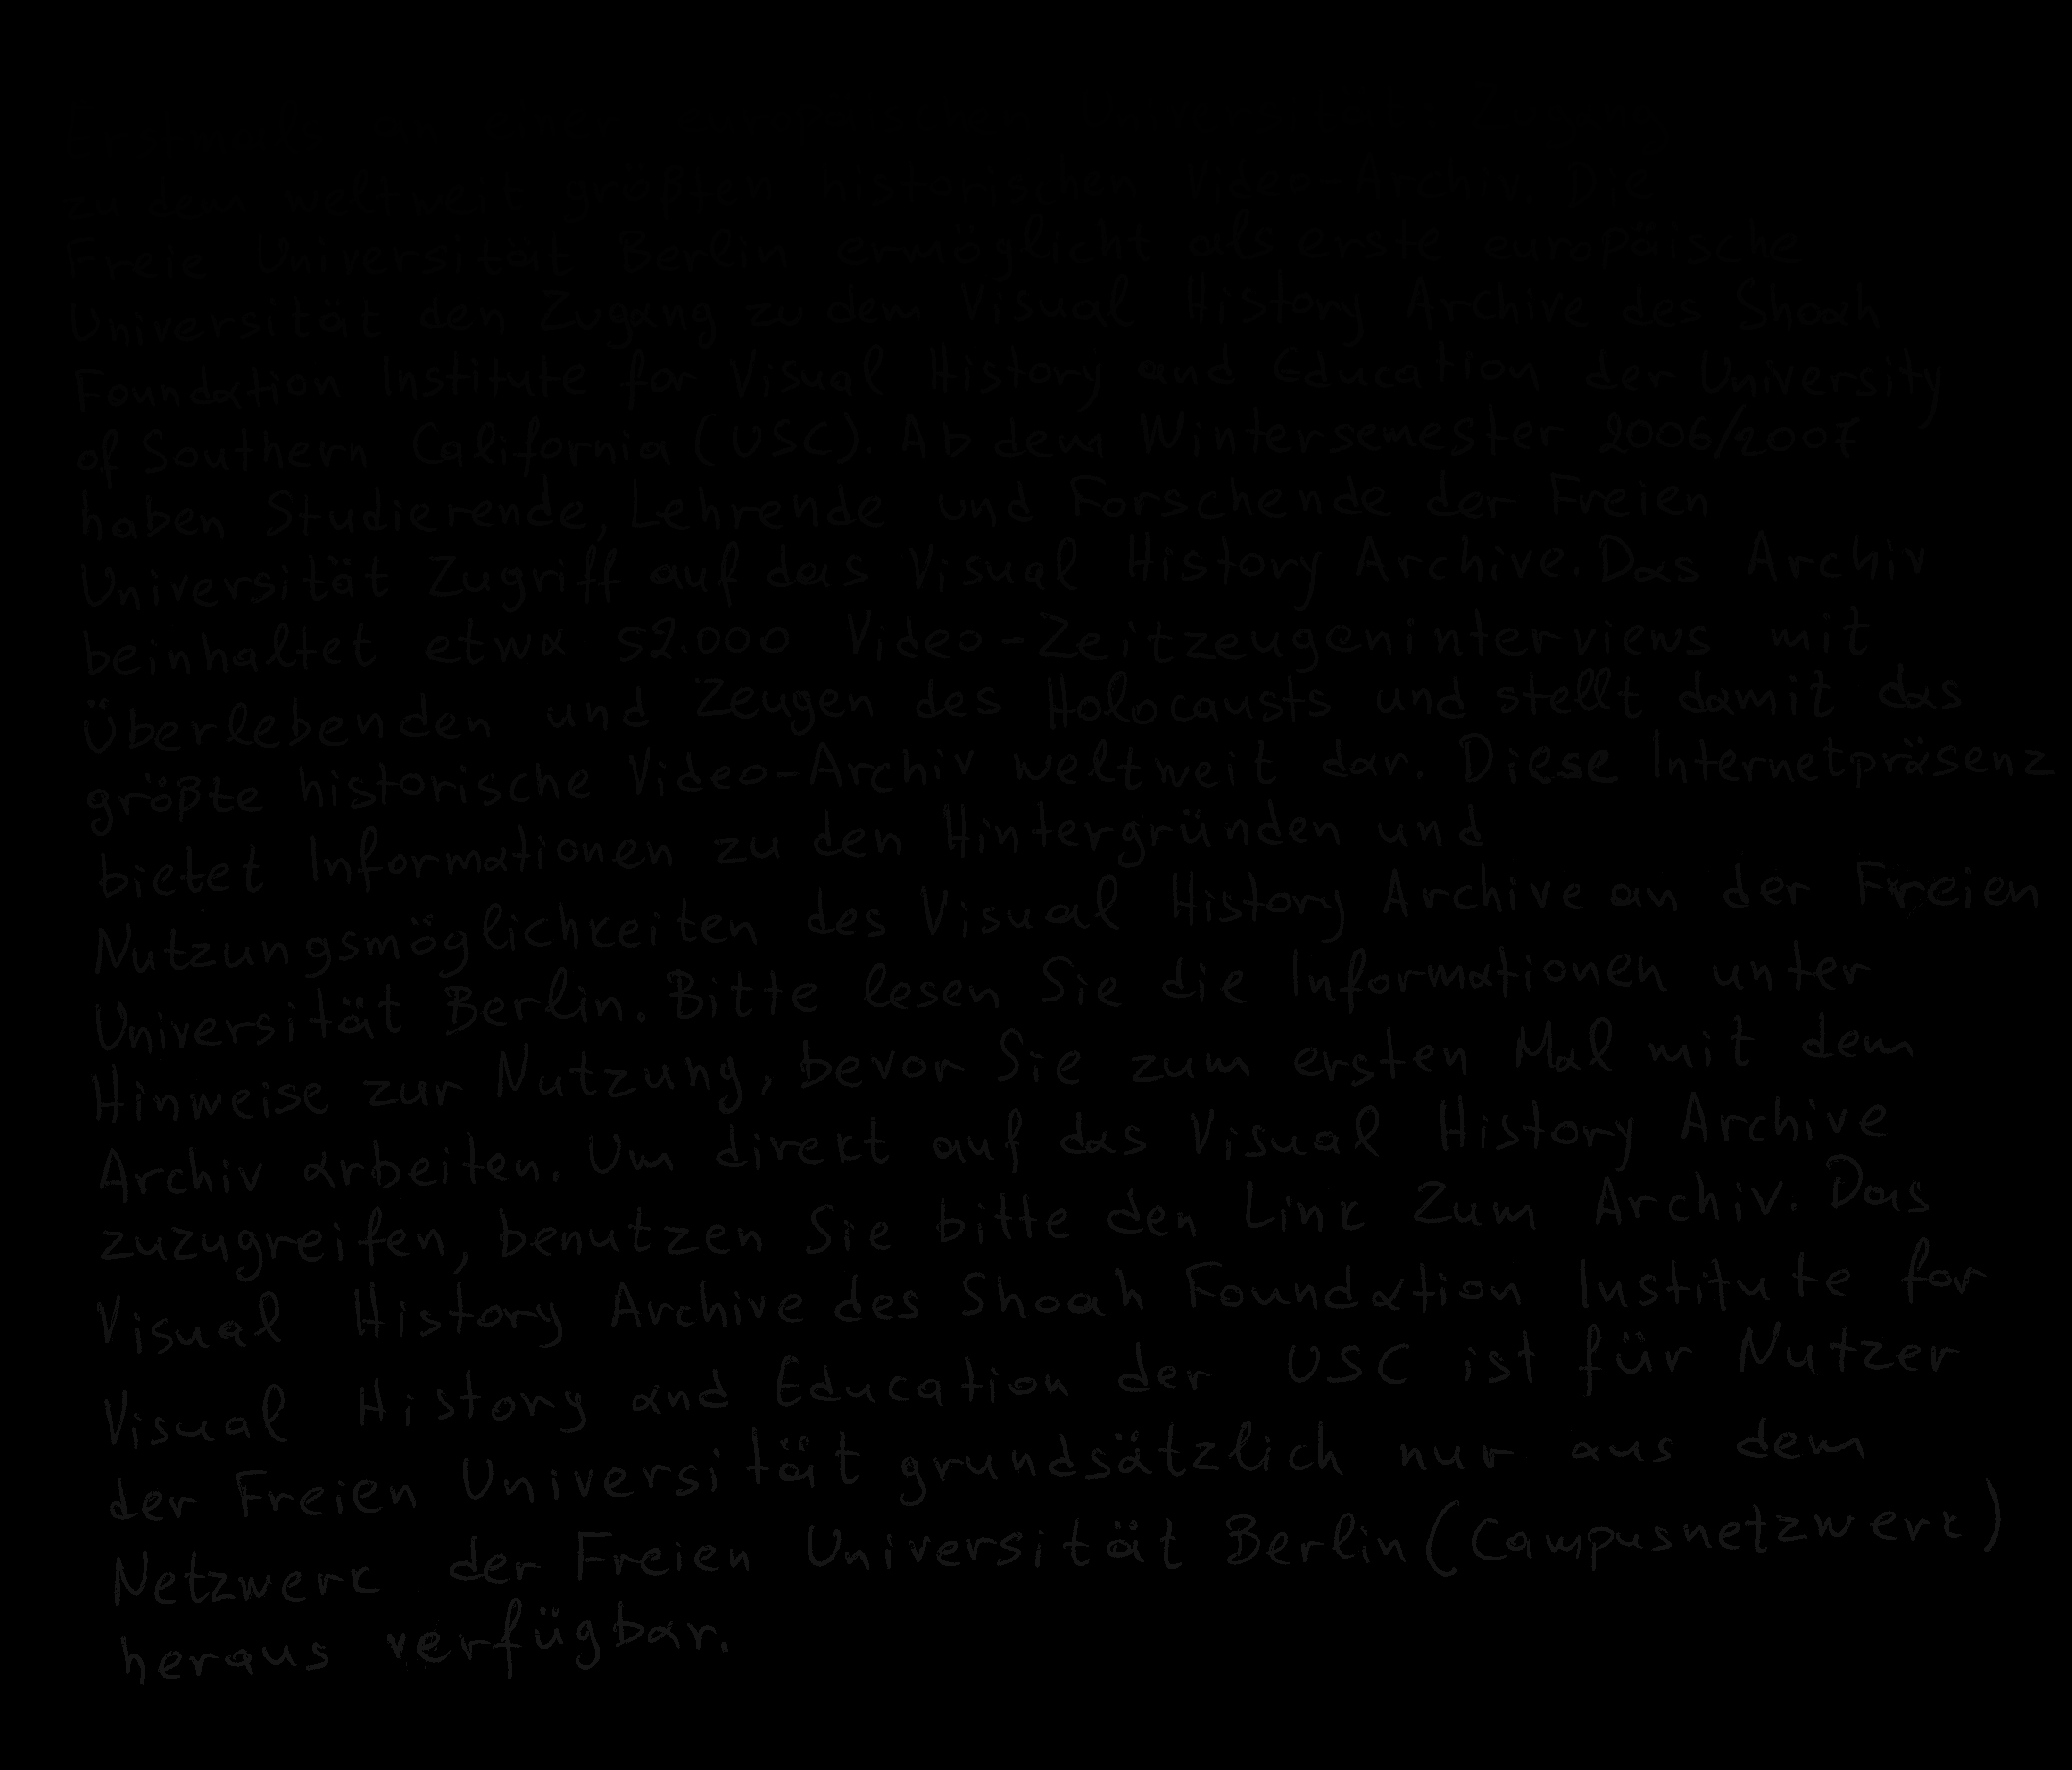 zu dem weltweit größten historischen Video-Archiv. Die
Freie Universität Berlin ermöglicht als erste europäische
Universität den Zugang zu dem Visual History Archive des Shoah
Foundation Institute for Visual History and Education der University
of Southern California (USC). Ab dem Wintersemester 2006/2007
haben Studierende, Lehrende und Forschende der Freien
Universität Zugriff auf das Visual History Archive. Das Archiv
beinhaltet etwa 52.000 Video-Zeitzeugeninterviews mit
Überlebenden und Zeugen des Holocausts und stellt damit das
größte historische Video-Archiv weltweit dar. Diese Internetpräsenz
bietet Informationen zu den Hintergründen und
Nutzungsmöglichkeiten des Visual History Archive an der Freien
Universität Berlin. Bitte lesen Sie die Informationen unter
Hinweise zur Nutzung, bevor Sie zum ersten Mal mit dem
Archiv arbeiten. Um direkt auf das Visual History Archive
zuzugreifen, benutzen Sie bitte den Link Zum Archiv. Das
Visual History Archive des Shoah Foundation Institute for
Visual History and Education der USC ist für Nutzer
der Freien Universität grundsätzlich nur aus dem
Netzwerk der Freien Universität Berlin (Campusnetzwerk)
heraus verfügbar.